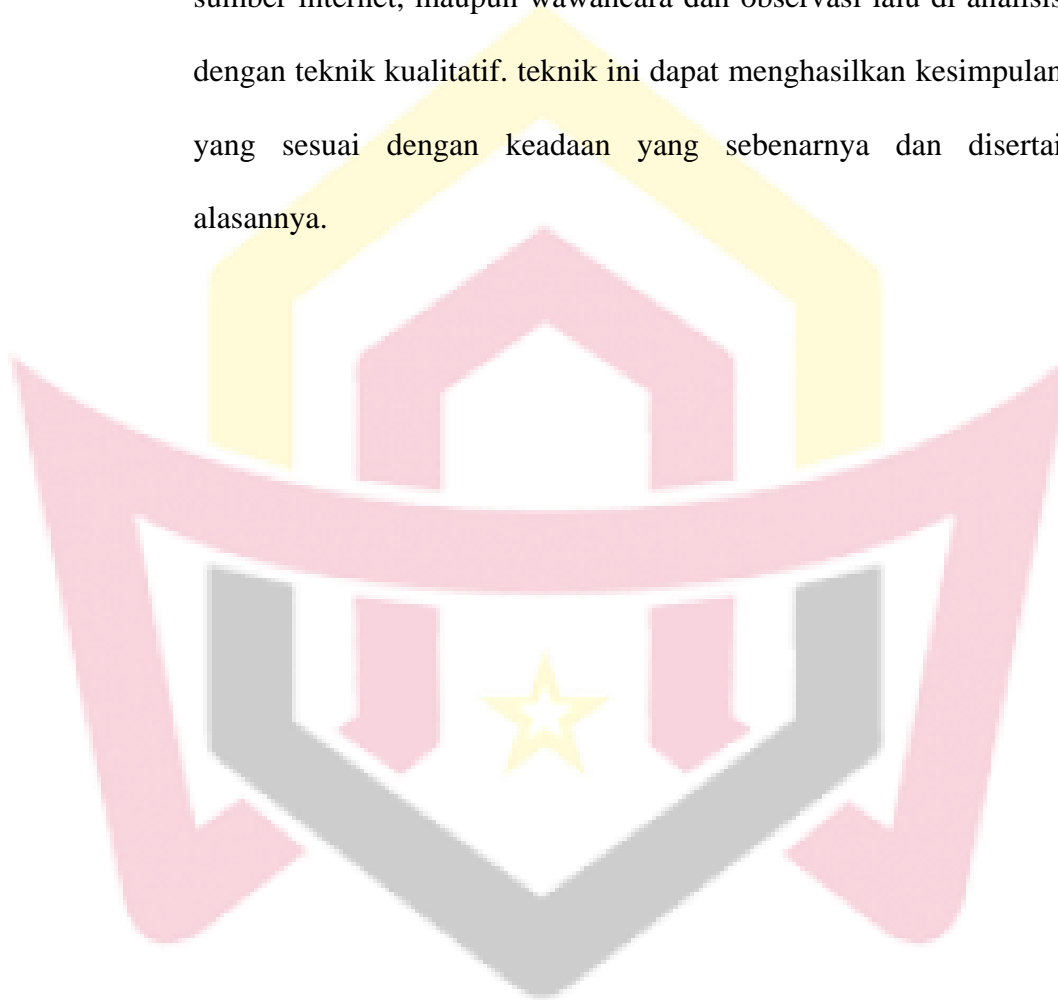 sumber internet, maupun wawancara dan observasi lalu di analisis
dengan teknik kualitatif. teknik ini dapat menghasilkan kesimpulan
yang sesuai dengan keadaan yang sebenarnya dan disertai
alasannya.